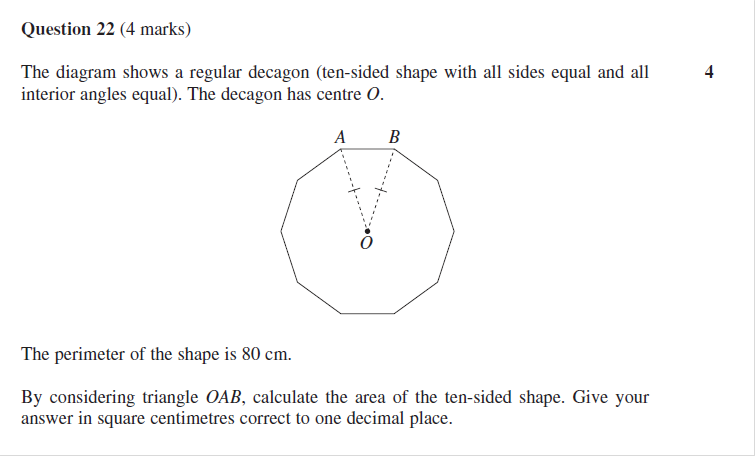 Question 22 (4 marks)
The diagram shows a regular decagon (ten-sided shape with all sides equal and all 4
interior angles equal). The decagon has centre O.
A B
O
The perimeter of the shape is 80 cm.
By considering triangle OAB, calculate the area of the ten-sided shape. Give your
answer in square centimetres correct to one decimal place.